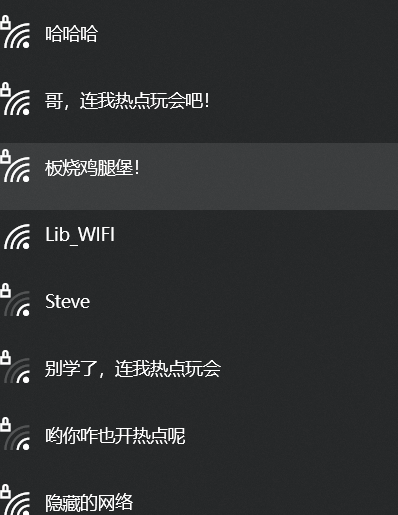 哈哈哈
哥，连我热点玩会吧！
板烧鸡腿堡！
Lib_WIFI
Steve
别学了，连我热点玩会
哟你咋也开热点呢
隐藏的网络